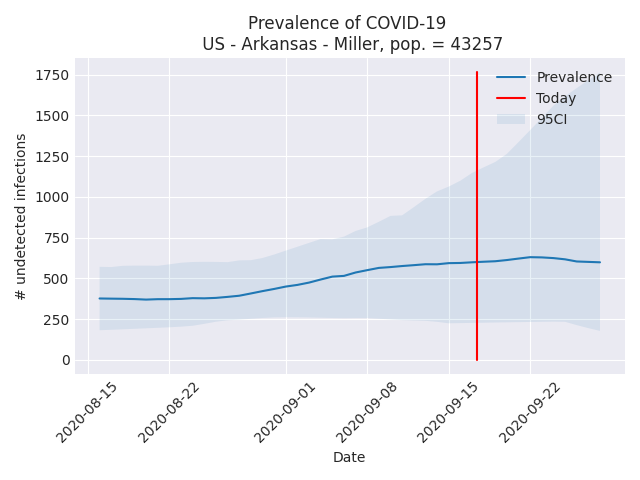 Prevalence of COVID-19
US - Arkansas - Miller, pop. = 43257
Prevalence
Today
95CI
# undetected infections
1750
1500
1250
1000
750
500
250
0
2020-08-15
2020-08-22
2020-09-01
2020-09-08
2020-09-15
2020-09-22
Date